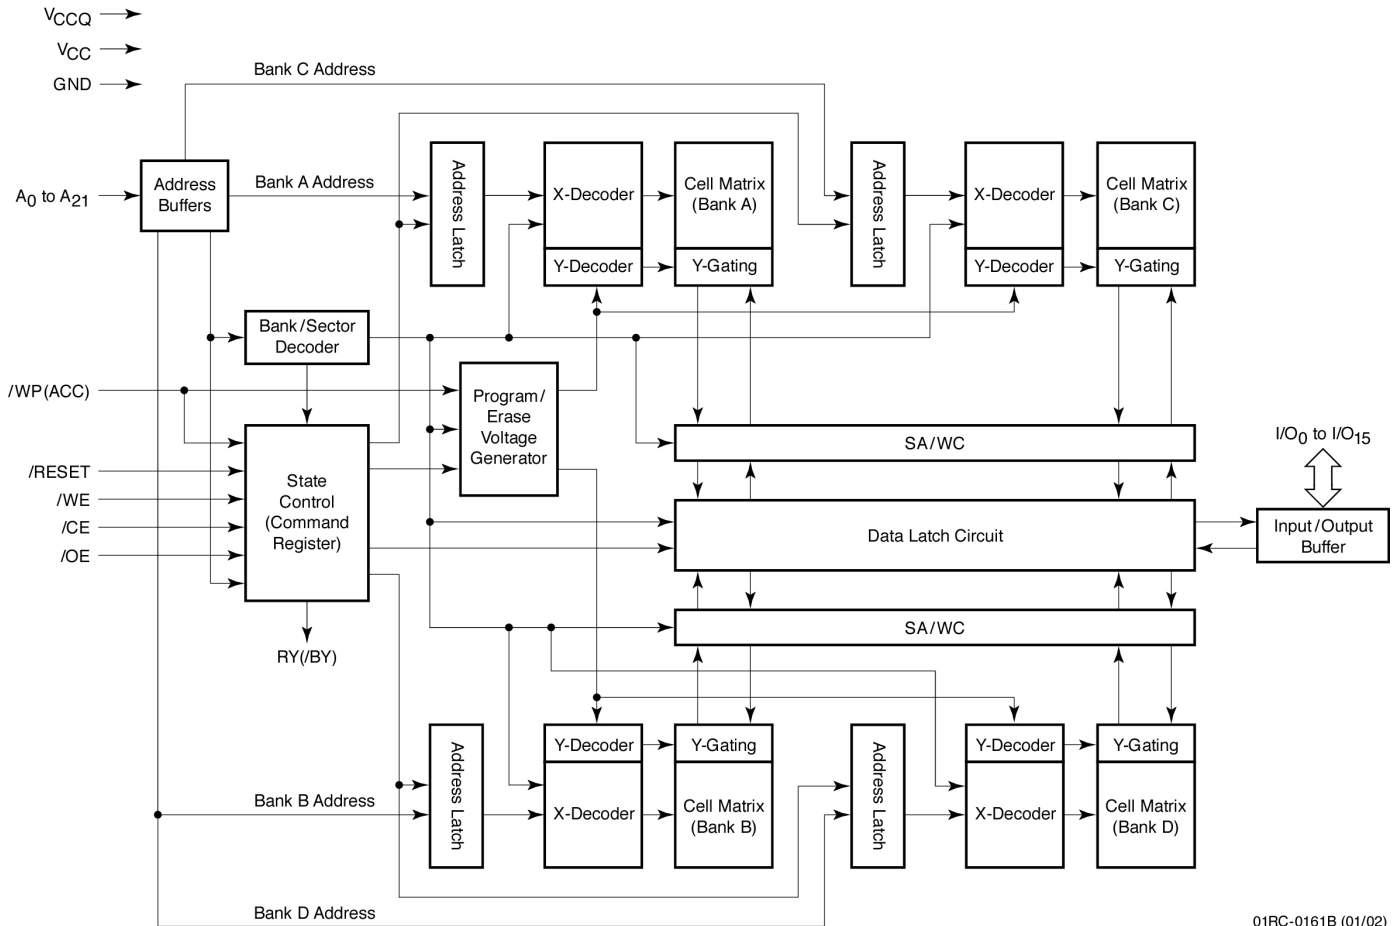 VCCQ
VCC
GND
Bank C Address
A0 to A21
Address
Buffers
Bank A Address
Address Latch
X-Decoder
Y-Decoder
Cell Matrix
(Bank A)
Y-Gating
Address Latch
X-Decoder
Y-Decoder
Cell Matrix
(Bank C)
Y-Gating
Bank/Sector
Decoder
/WP(ACC)
/RESET
/WE
/CE
/OE
State
Control
(Command
Register)
RY(/BY)
Program/
Erase
Voltage
Generator
SA/WC
Data Latch Circuit
SA/WC
I/O0 to I/O15
Input/Output
Buffer
Bank B Address
Address Latch
Y-Decoder
X-Decoder
Y-Gating
Cell Matrix
(Bank B)
Address Latch
Y-Decoder
X-Decoder
Y-Gating
Cell Matrix
(Bank D)
Bank D Address
01RC-0161B (01/02)